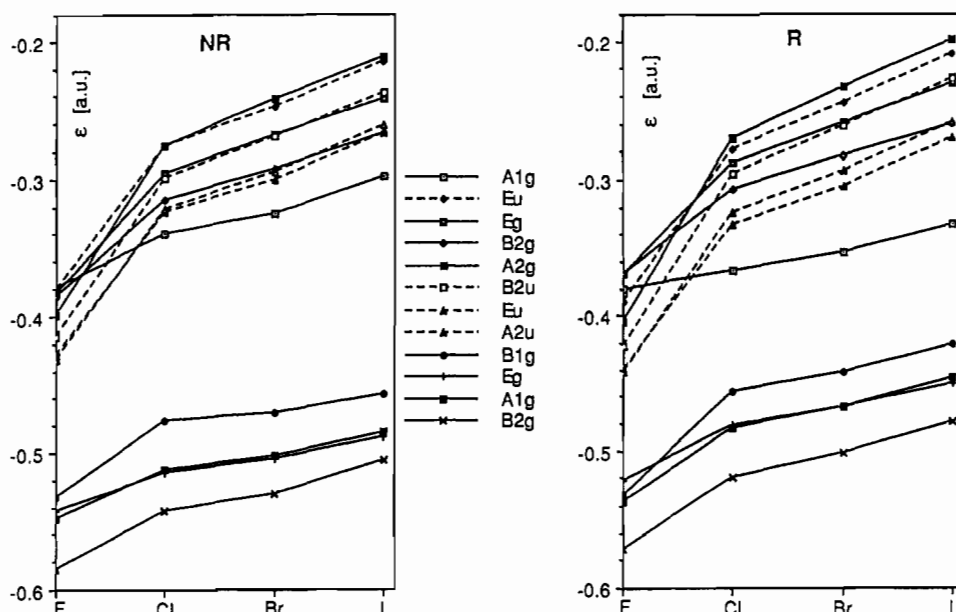 NR
-0.2
-0.3
-0.4
-0.5
-0.6
ε [a.u.]
F Cl Br I
A1g
Eu
Eg
B2g
A2g
B2u
Eu
A2u
B1g
Eg
A1g
B2g
R
-0.2
-0.3
-0.4
-0.5
-0.6
ε [a.u.]
F Cl Br I